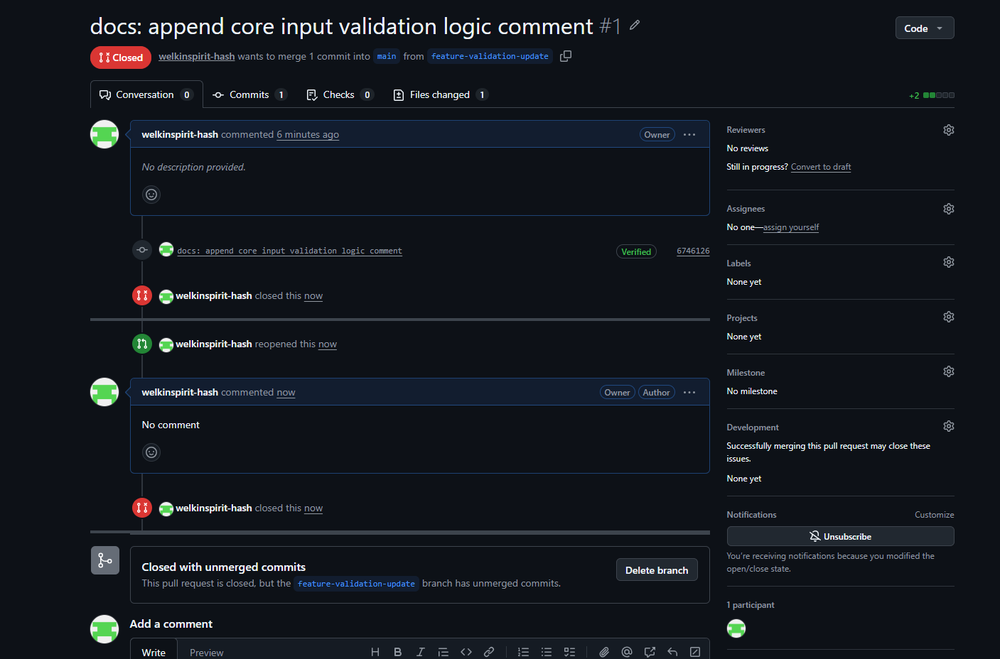 docs: append core input validation logic comment #1
Code
Closed
welkinspirit-hash wants to merge 1 commit into main from feature-validation-update
Conversation 0
Commits 1
Checks 0
Files changed 1
+2
welkinspirit-hash commented 6 minutes ago
Owner
No description provided.
docs: append core input validation logic comment
Verified
6746126
welkinspirit-hash closed this now
welkinspirit-hash reopened this now
welkinspirit-hash commented now
Owner
Author
No comment
welkinspirit-hash closed this now
Closed with unmerged commits
This pull request is closed, but the feature-validation-update branch has unmerged commits.
Delete branch
Add a comment
Write
Preview
Reviewers
No reviews
Still in progress? Convert to draft
Assignees
No one—assign yourself
Labels
None yet
Projects
None yet
Milestone
No milestone
Development
Successfully merging this pull request may close these
issues.
None yet
Notifications
Customize
Unsubscribe
You're receiving notifications because you modified the
open/close state.
1 participant